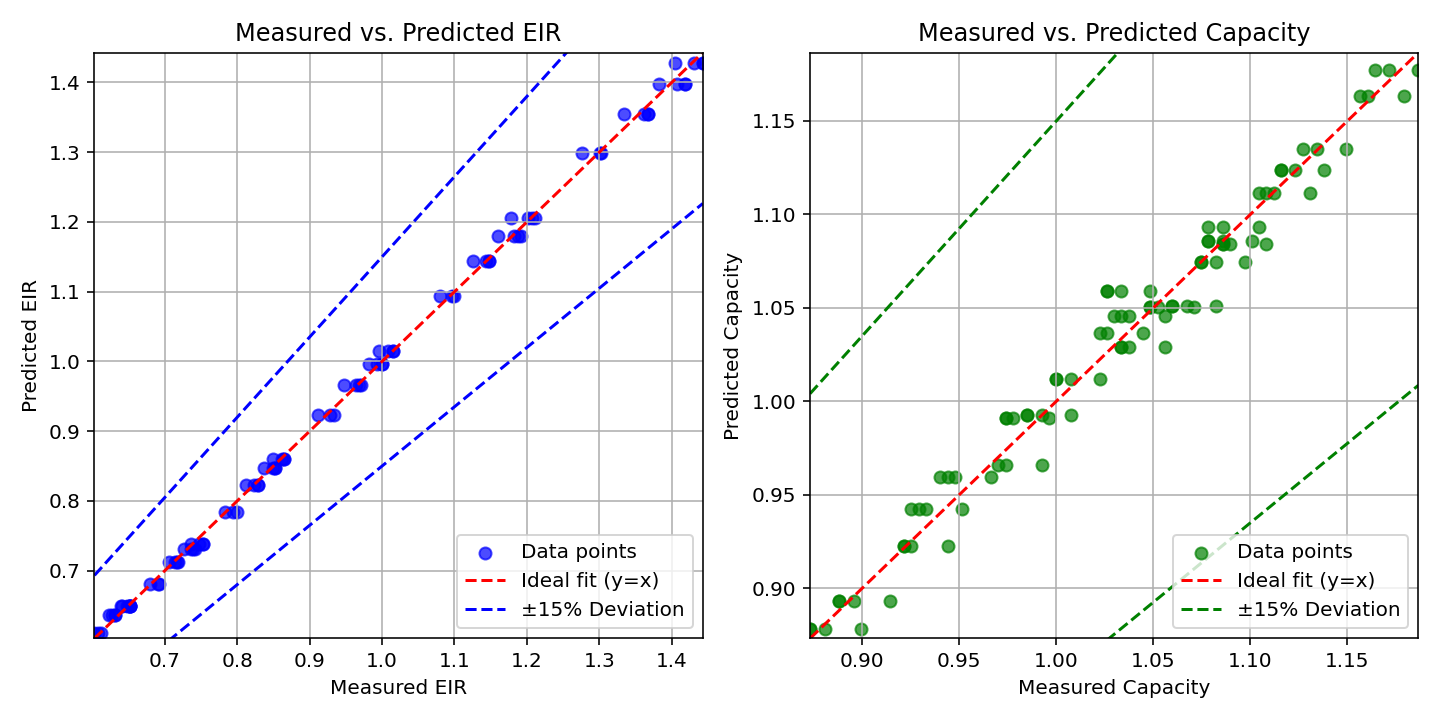 Measured vs. Predicted EIR
Predicted EIR
1.4
1.3
1.2
1.1
1.0
0.9
0.8
0.7
0.7 0.8 0.9 1.0 1.1 1.2 1.3 1.4
Measured EIR
Data points
Ideal fit (y=x)
±15% Deviation
Measured vs. Predicted Capacity
Predicted Capacity
1.15
1.10
1.05
1.00
0.95
0.90
0.90 0.95 1.00 1.05 1.10 1.15
Measured Capacity
Data points
Ideal fit (y=x)
±15% Deviation